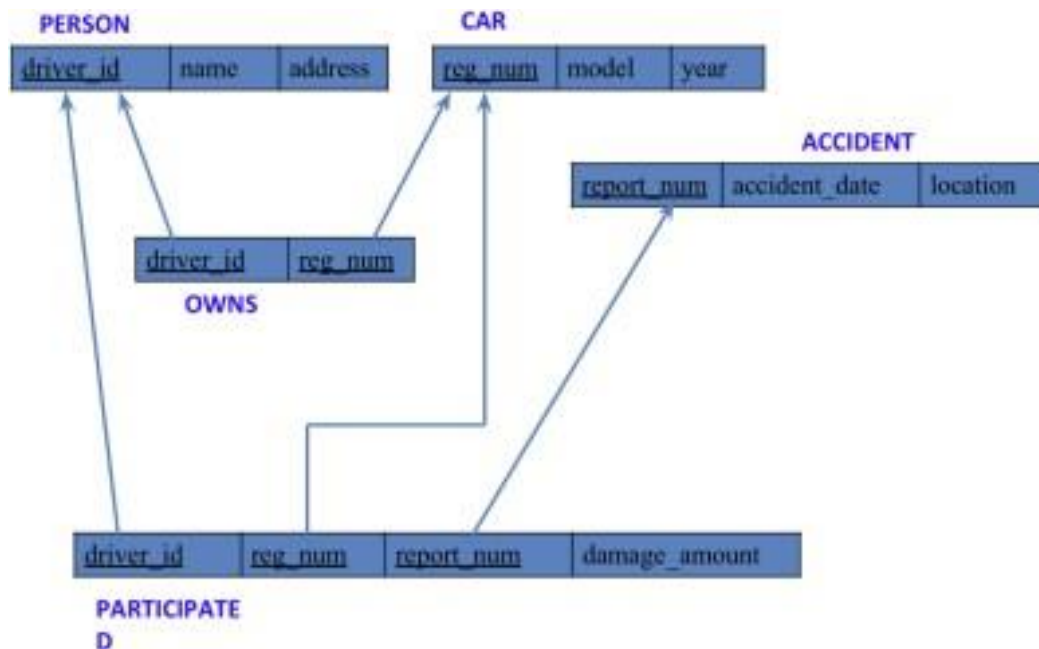 PERSON
CAR
driver_id name address
reg_num model year
ACCIDENT
report_num accident_date location
driver_id reg_num
OWNS
driver_id reg_num report_num damage_amount
PARTICIPATE
D